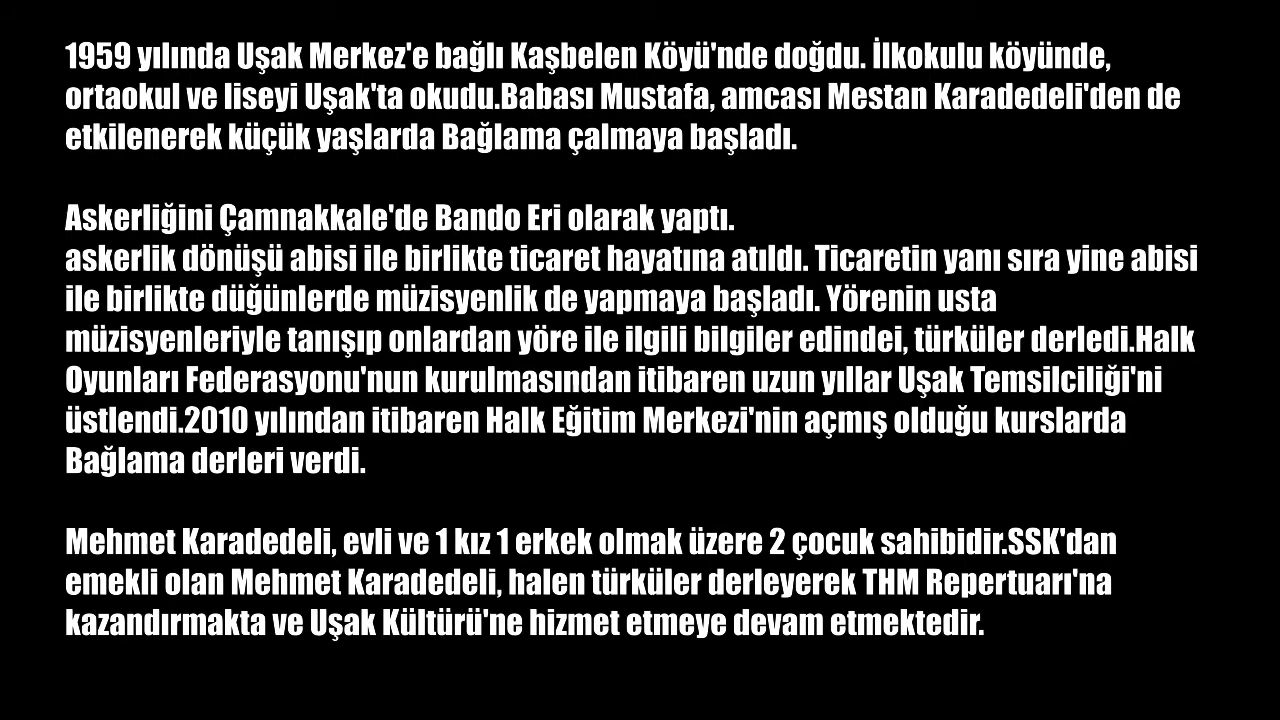 1959 yılında Uşak Merkez'e bağlı Kaşbelen Köyü'nde doğdu. İlkokulu köyünde,
ortaokul ve liseyi Uşak'ta okudu.Babası Mustafa, amcası Mestan Karadedeli'den de
etkilenerek küçük yaşlarda Bağlama çalmaya başladı.
Askerliğini Çamnakkale'de Bando Eri olarak yaptı.
askerlik dönüşü abisi ile birlikte ticaret hayatına atıldı. Ticaretin yanı sıra yine abisi
ile birlikte düğünlerde müzisyenlik de yapmaya başladı. Yörenin usta
müzisyenleriyle tanışıp onlardan yöre ile ilgili bilgiler edindei, türküler derledi.Halk
Oyunları Federasyonu'nun kurulmasından itibaren uzun yıllar Uşak Temsilciliği'ni
üstlendi.2010 yılından itibaren Halk Eğitim Merkezi'nin açmış olduğu kurslarda
Bağlama derleri verdi.
Mehmet Karadedeli, evli ve 1 kız 1 erkek olmak üzere 2 çocuk sahibidir.SSK'dan
emekli olan Mehmet Karadedeli, halen türküler derleyerek THM Repertuarı'na
kazandırmakta ve Uşak Kültürü'ne hizmet etmeye devam etmektedir.